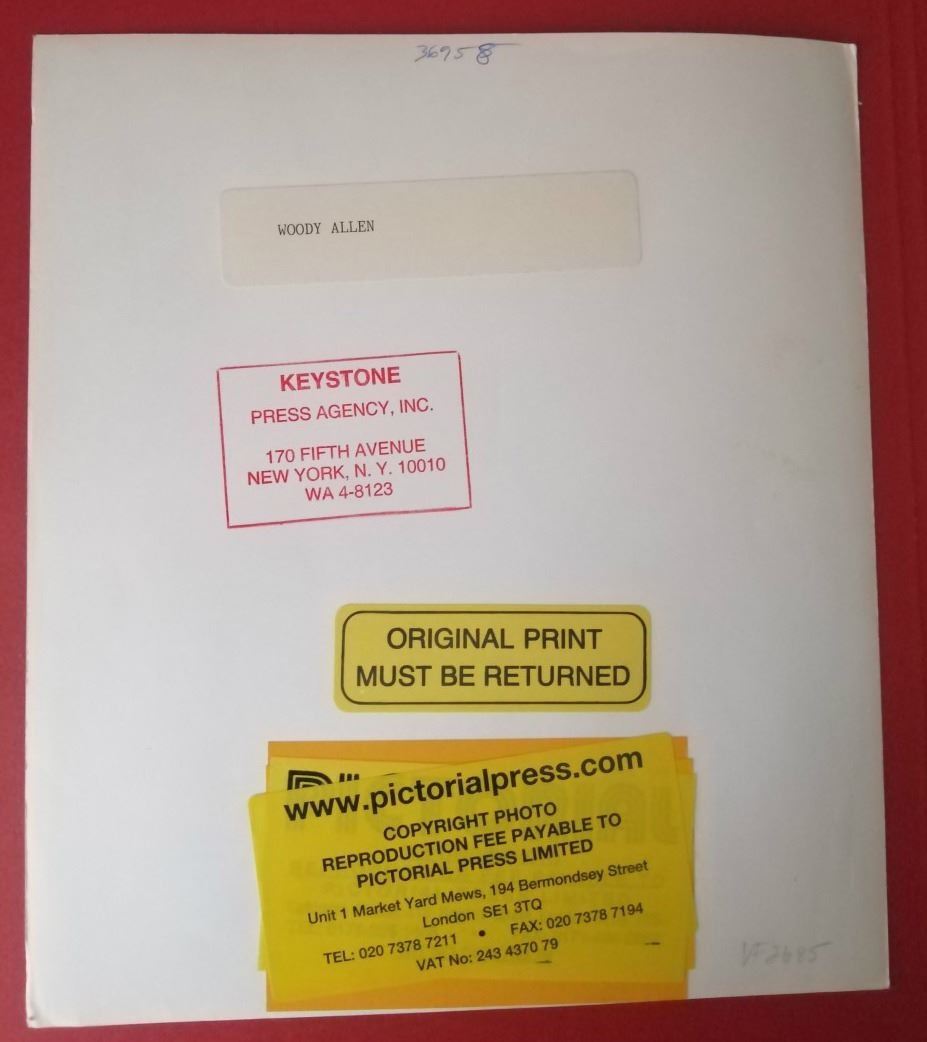 36958
WOODY ALLEN
KEYSTONE
PRESS AGENCY, INC.
170 FIFTH AVENUE
NEW YORK, N. Y. 10010
WA 4-8123
ORIGINAL PRINT
MUST BE RETURNED
www.pictorialpress.com
COPYRIGHT PHOTO
REPRODUCTION FEE PAYABLE TO
PICTORIAL PRESS LIMITED
Unit 1 Market Yard Mews, 194 Bermondsey Street
London SE1 3TQ
TEL: 020 7378 7211 • FAX: 020 7378 7194
VAT No: 243 4370 79